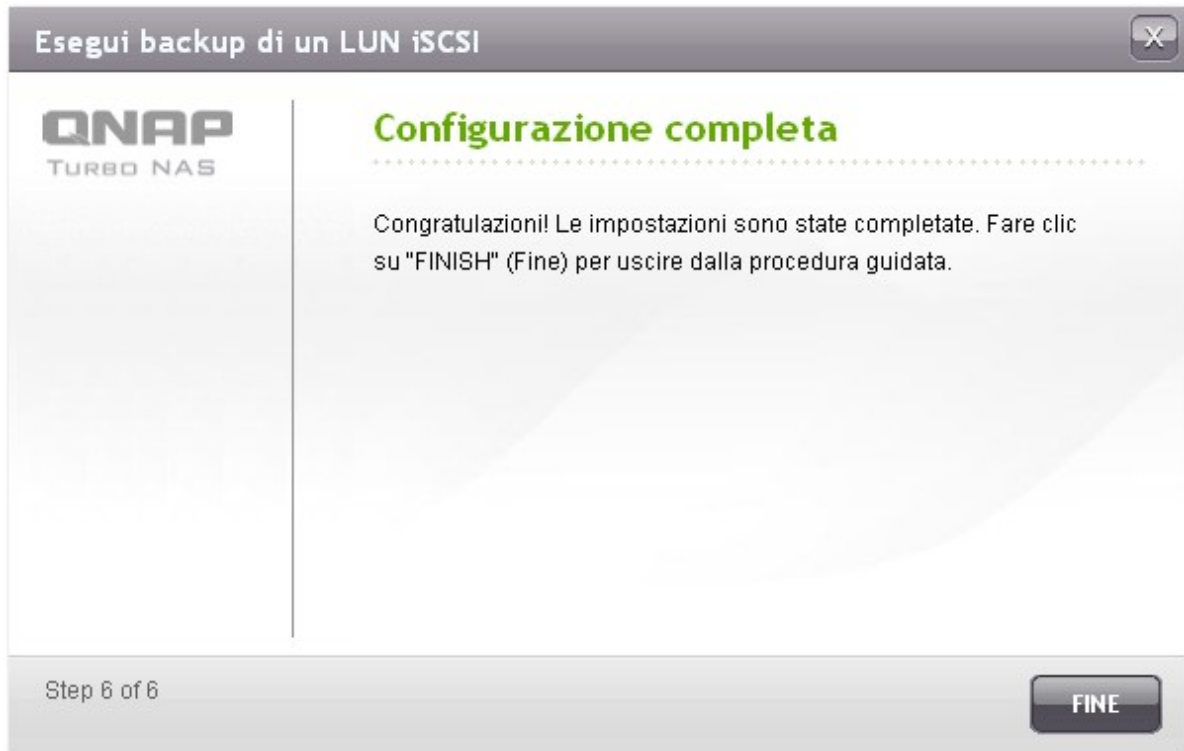 Esegui backup di un LUN iSCSI
X
QNAP
TURBO NAS
Configurazione completa
Congratulazioni! Le impostazioni sono state completate. Fare clic
su "FINISH" (Fine) per uscire dalla procedura guidata.
Step 6 of 6
FINE